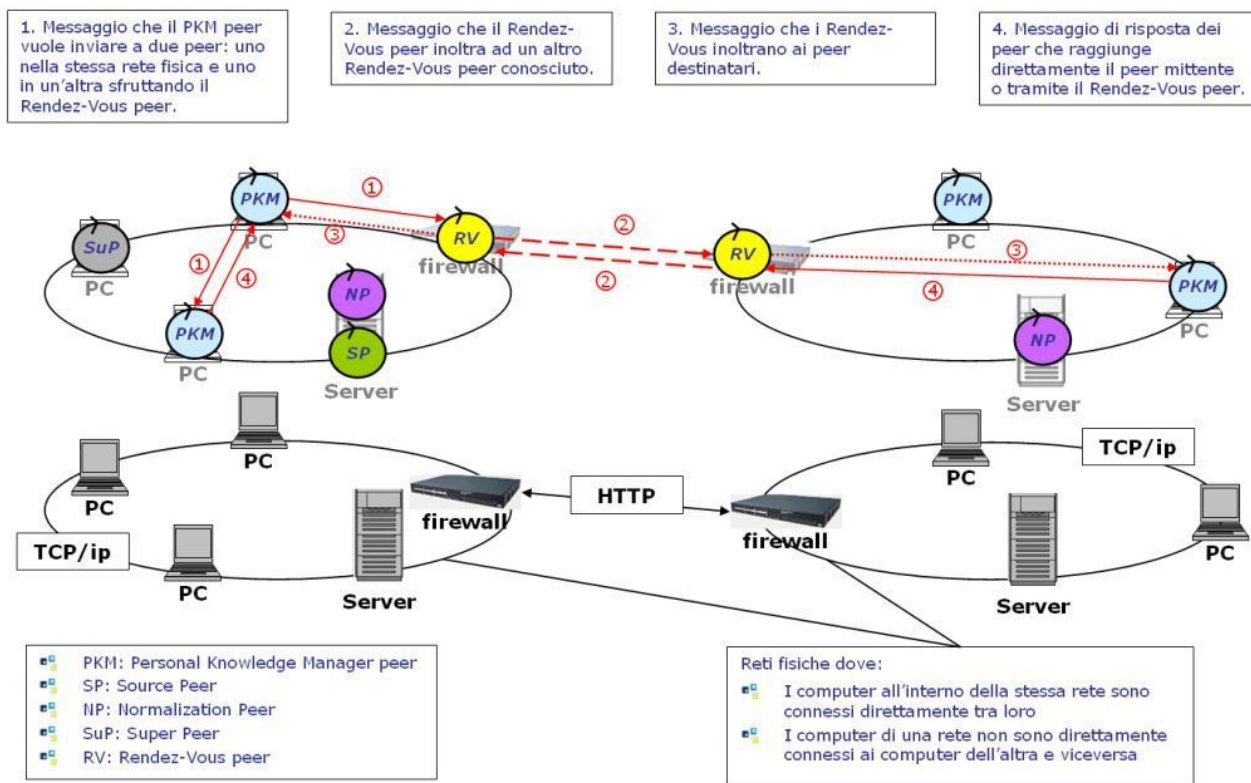 1. Messaggio che il PKM peer
vuole inviare a due peer: uno
nella stessa rete fisica e uno
in un'altra sfruttando il
Rendez-Vous peer.
2. Messaggio che il Rendez-
Vous peer inoltra ad un altro
Rendez-Vous peer conosciuto.
3. Messaggio che i Rendez-
Vous inoltrano ai peer
destinatari.
4. Messaggio di risposta dei
peer che raggiunge
direttamente il peer mittente
o tramite il Rendez-Vous peer.
PKM
PC
①
③
SuP
PC
①
④
PKM
PC
NP
SP
Server
RV
firewall
②
②
RV
firewall
PKM
PC
③
④
PKM
PC
NP
Server
PC
PC
TCP/ip
PC
Server
firewall
HTTP
firewall
PC
TCP/ip
PC
Server
PKM: Personal Knowledge Manager peer
SP: Source Peer
NP: Normalization Peer
SuP: Super Peer
RV: Rendez-Vous peer
Reti fisiche dove:
I computer all'interno della stessa rete sono
connessi direttamente tra loro
I computer di una rete non sono direttamente
connessi ai computer dell'altra e viceversa